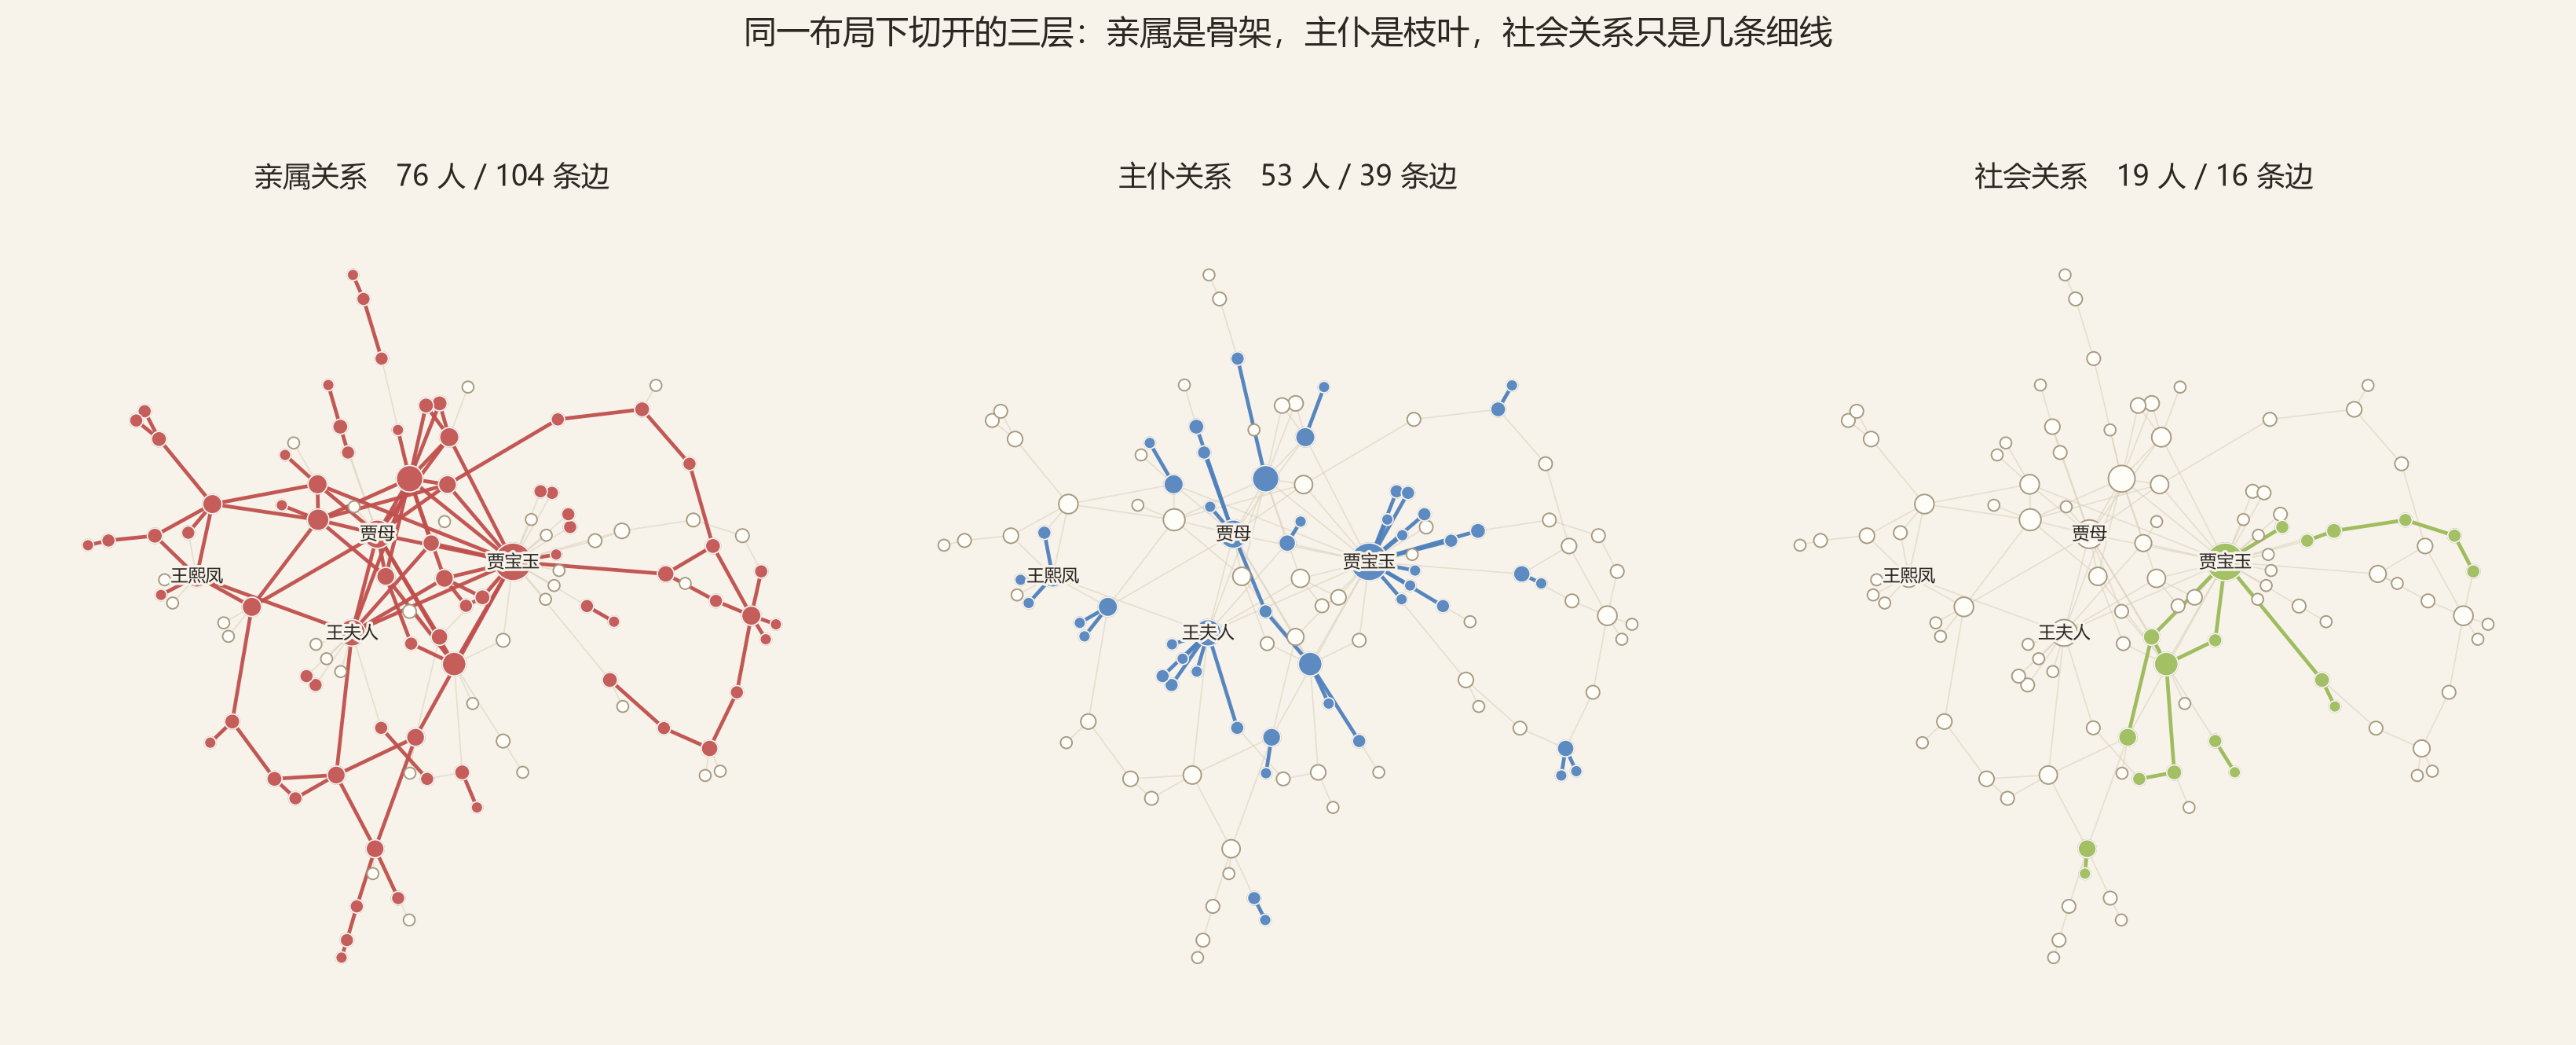 同一布局下切开的三层：亲属是骨架，主仆是枝叶，社会关系只是几条细线
亲属关系 76 人 / 104 条边
主仆关系 53 人 / 39 条边
社会关系 19 人 / 16 条边
贾母
贾宝玉
王熙凤
王夫人
贾母
贾宝玉
王熙凤
王夫人
贾母
贾宝玉
王熙凤
王夫人